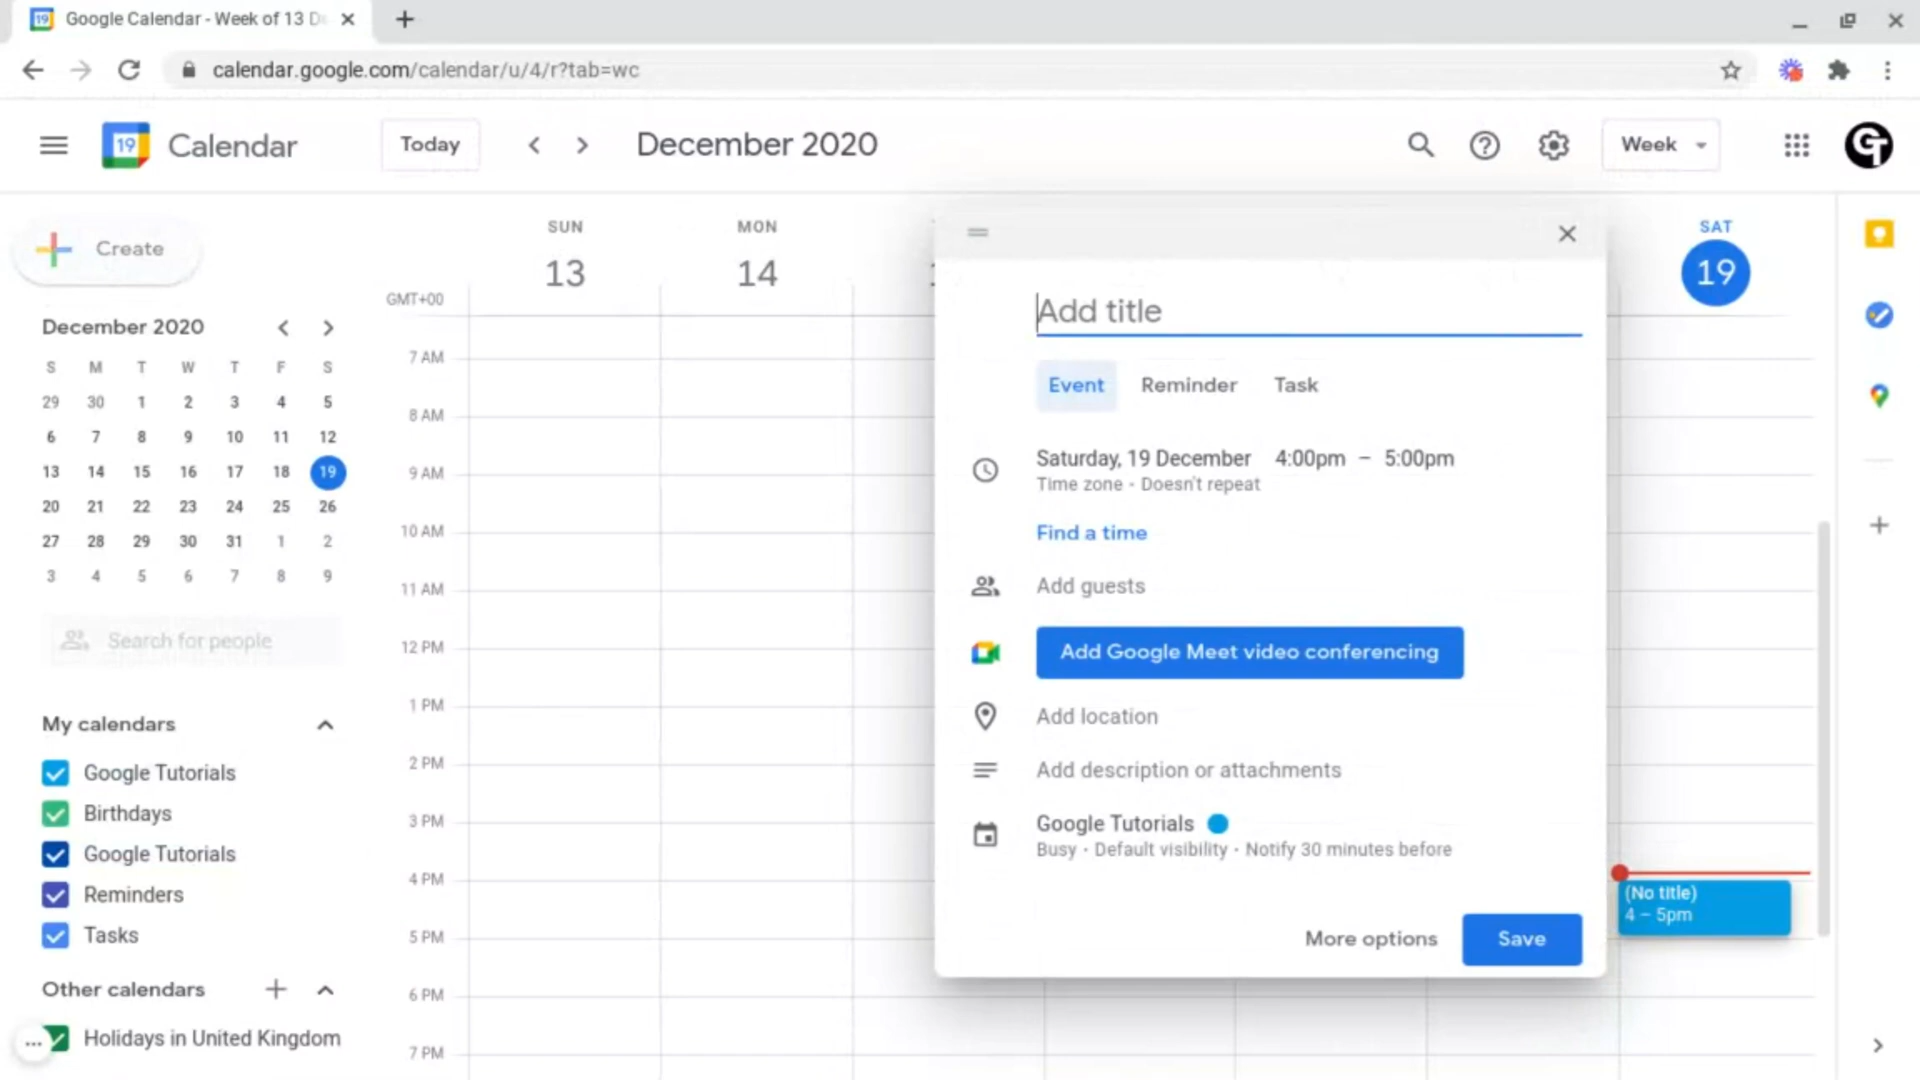 Google Calendar - Week of 13 D
calendar.google.com/calendar/u/4/r?tab=wc
19 Calendar
Today
December 2020
Week
GT
Create
December 2020
S M T W T F S
29 30 1 2 3 4 5
6 7 8 9 10 11 12
13 14 15 16 17 18 19
20 21 22 23 24 25 26
27 28 29 30 31 1 2
3 4 5 6 7 8 9
Search for people
My calendars
Google Tutorials
Birthdays
Google Tutorials
Reminders
Tasks
Other calendars
Holidays in United Kingdom
SUN
13
MON
14
SAT
19
GMT+00
7 AM
8 AM
9 AM
10 AM
11 AM
12 PM
1 PM
2 PM
3 PM
4 PM
5 PM
6 PM
7 PM
Add title
Event Reminder Task
Saturday, 19 December 4:00pm – 5:00pm
Time zone · Doesn't repeat
Find a time
Add guests
Add Google Meet video conferencing
Add location
Add description or attachments
Google Tutorials
Busy · Default visibility · Notify 30 minutes before
More options
Save
(No title)
4 – 5pm